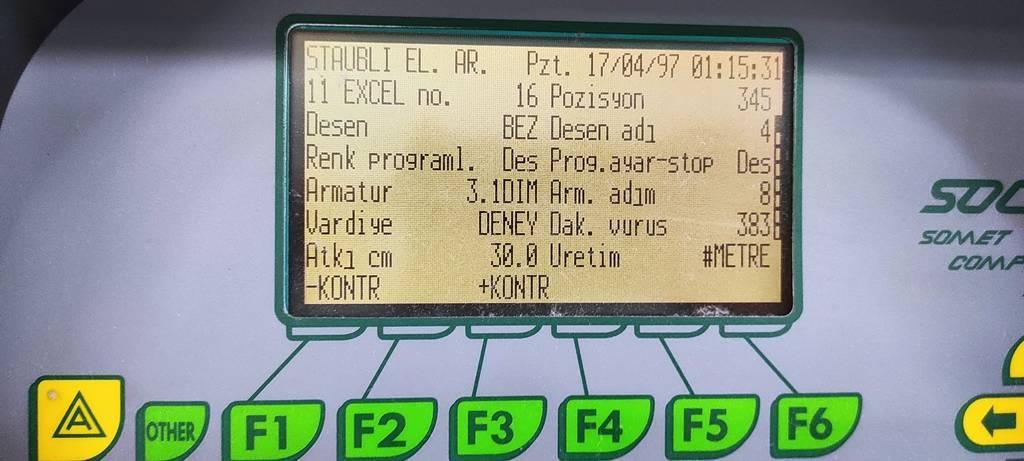 STAUBLI EL. AR. Pzt. 17/04/97 01:15:31
11 EXCEL no. 16 Pozisyon 345
Desen BEZ Desen adı 4
Renk programl. Des Prog.ayar-stop Des
Armatur 3.1DIM Arm. adım 8
Vardiye DENEY Dak. vurus 383
Atkı cm 30.0 Uretim #METRE
-KONTR +KONTR
SOC
SOMET
COMP
OTHER F1 F2 F3 F4 F5 F6